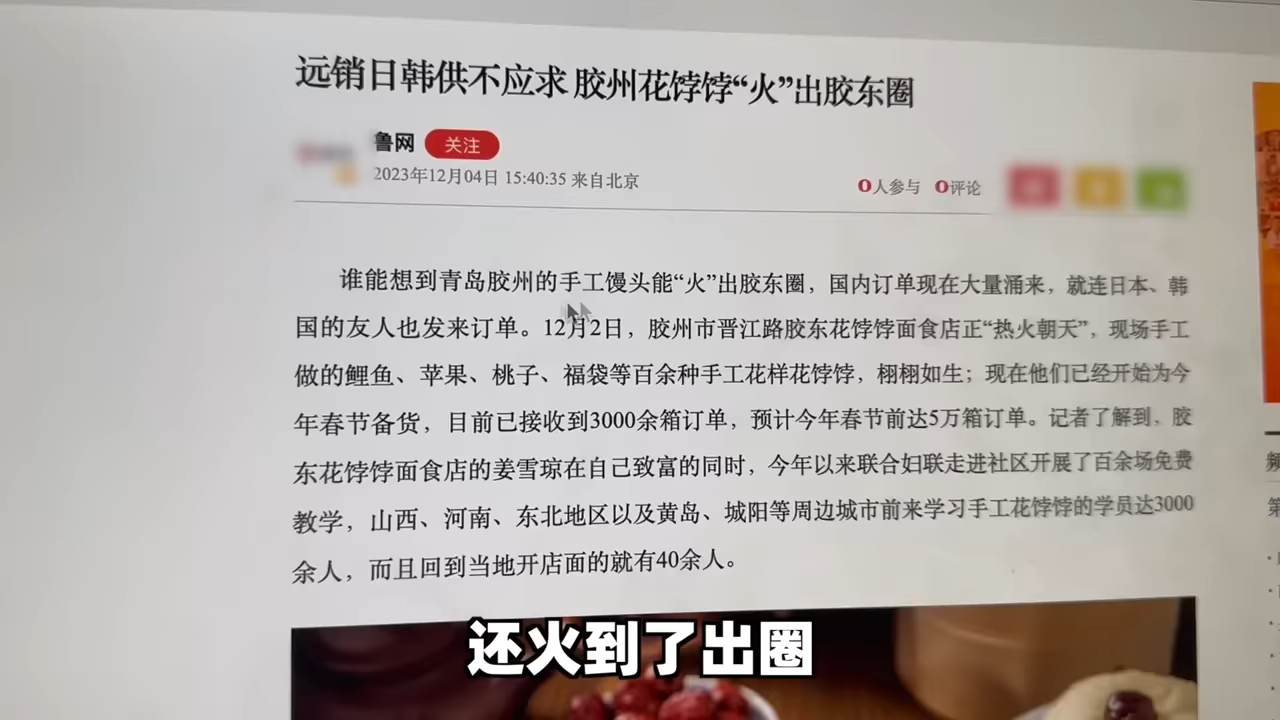 远销日韩供不应求 胶州花饽饽“火”出胶东圈
鲁网 关注
2023年12月04日 15:40:35 来自北京
0人参与 0评论
谁能想到青岛胶州的手工馒头能“火”出胶东圈，国内订单现在大量涌来，就连日本、韩
国的友人也发来订单。12月2日，胶州市晋江路胶东花饽饽面食店正“热火朝天”，现场手工
做的鲤鱼、苹果、桃子、福袋等百余种手工花样花饽饽，栩栩如生；现在他们已经开始为今
年春节备货，目前已接收到3000余箱订单，预计今年春节前达5万箱订单。记者了解到，胶
东花饽饽面食店的姜雪琼在自己致富的同时，今年以来联合妇联走进社区开展了百余场免费
教学，山西、河南、东北地区以及黄岛、城阳等周边城市前来学习手工花饽饽的学员达3000
余人，而且回到当地开店面的就有40余人。
还火到了出圈